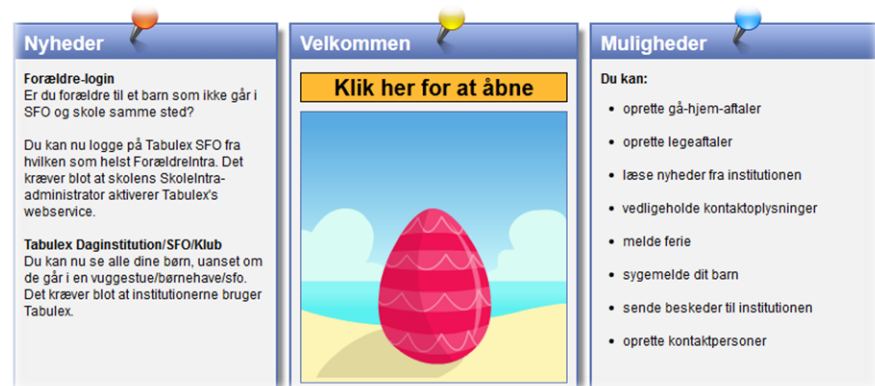 Nyheder
Forældre-login
Er du forældre til et barn som ikke går i
SFO og skole samme sted?
Du kan nu logge på Tabulex SFO fra
hvilken som helst ForældreIntra. Det
kræver blot at skolens SkoleIntra-
administrator aktiverer Tabulex's
webservice.
Tabulex Daginstitution/SFO/Klub
Du kan nu se alle dine børn, uanset om
de går i en vuggestue/børnehave/sfo.
Det kræver blot at institutionerne bruger
Tabulex.
Velkommen
Klik her for at åbne
Muligheder
Du kan:
• oprette gå-hjem-aftaler
• oprette legeaftaler
• læse nyheder fra institutionen
• vedligeholde kontaktoplysninger
• melde ferie
• sygemelde dit barn
• sende beskeder til institutionen
• oprette kontaktpersoner